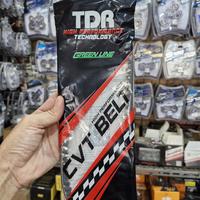 TDR
HIGH PERFORMANCE
TECHNOLOGY
GREEN LINE
CVT BELT